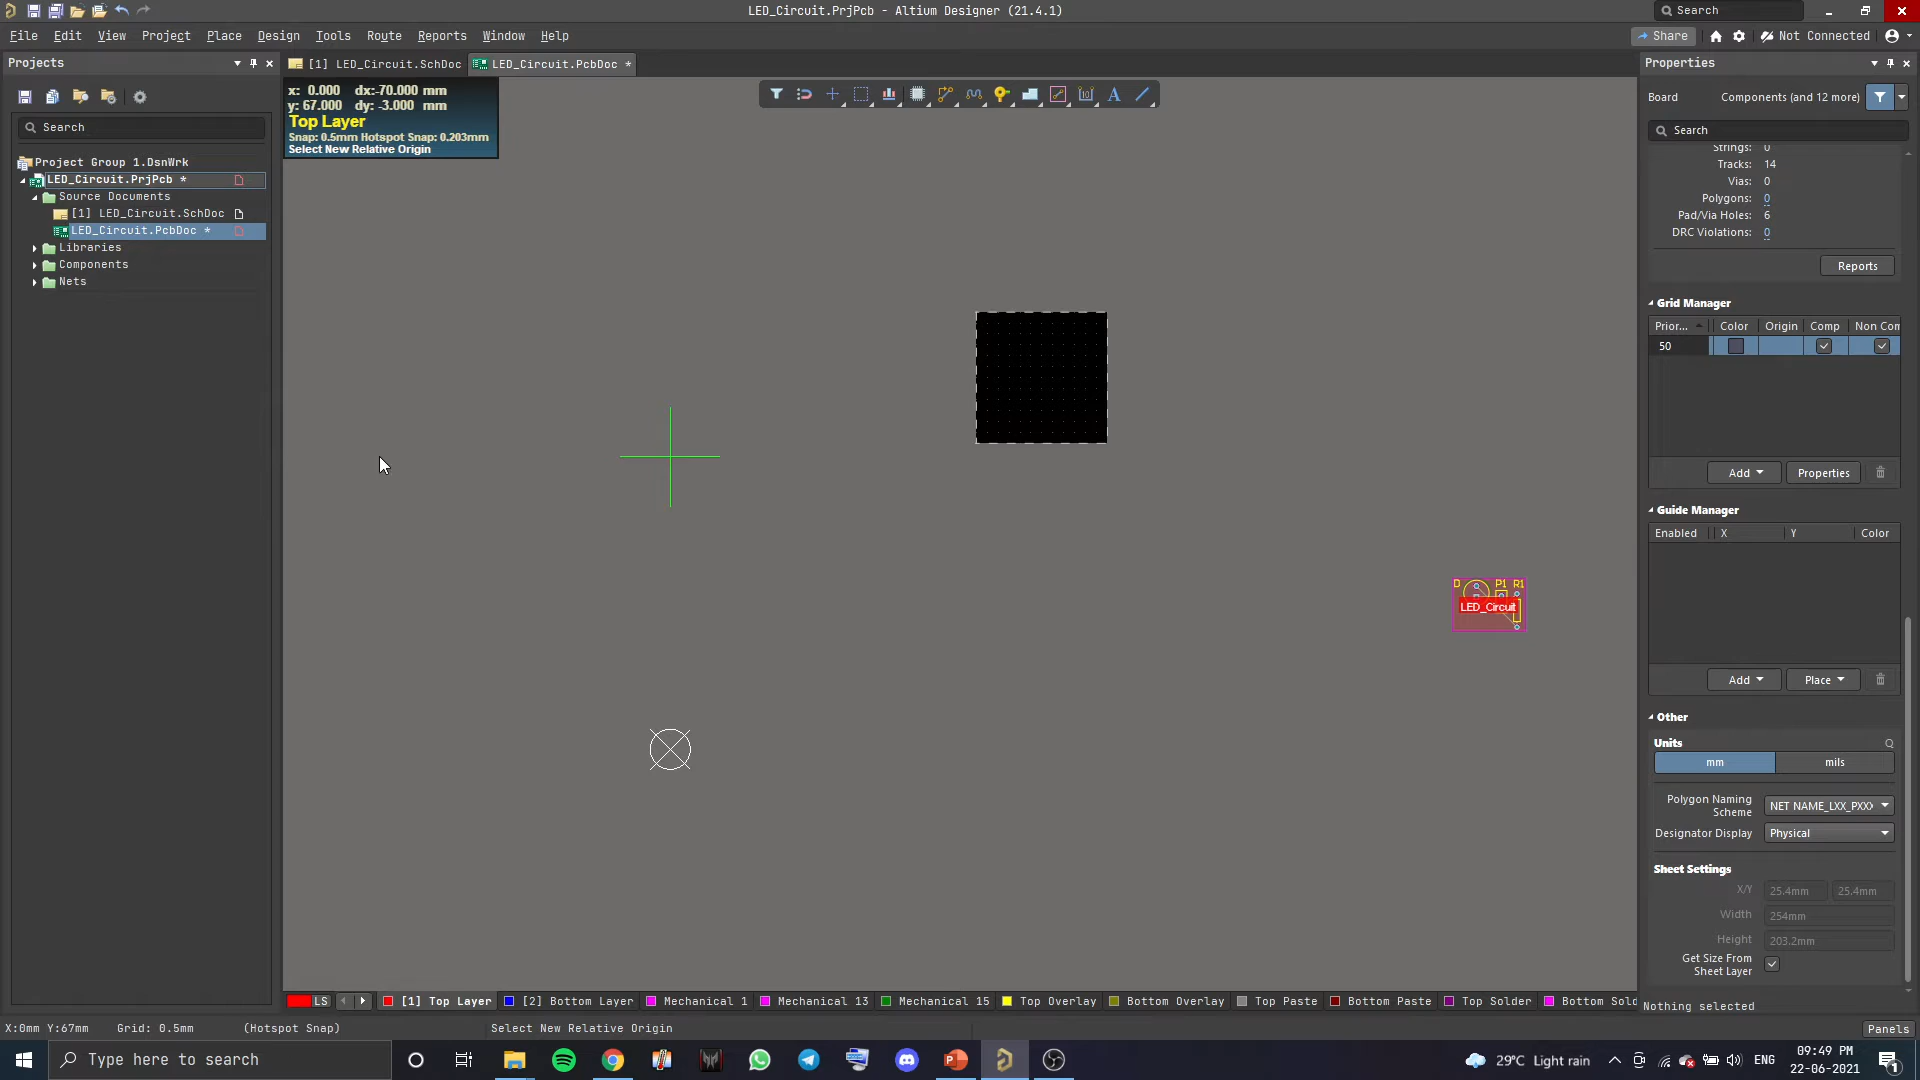 LED_Circuit.PrjPcb - Altium Designer (21.4.1)
Search
File Edit View Project Place Design Tools Route Reports Window Help
Share
Not Connected
Projects
[1] LED_Circuit.SchDoc
LED_Circuit.PcbDoc *
Properties
x: 0.000 dx:-70.000 mm
y: 67.000 dy: -3.000 mm
Top Layer
Snap: 0.5mm Hotspot Snap: 0.203mm
Select New Relative Origin
Search
Project Group 1.DsnWrk
LED_Circuit.PrjPcb *
Source Documents
[1] LED_Circuit.SchDoc
LED_Circuit.PcbDoc *
Libraries
Components
Nets
D P1 R1
LED_Circuit
Board Components (and 12 more)
Search
Strings: 0
Tracks: 14
Vias: 0
Polygons: 0
Pad/Via Holes: 6
DRC Violations: 0
Reports
Grid Manager
Prior... Color Origin Comp Non Com
50
Add Properties
Guide Manager
Enabled X Y Color
Add Place
Other
Units
mm mils
Polygon Naming Scheme NET NAME_LXX_PXXX
Designator Display Physical
Sheet Settings
X/Y 25.4mm 25.4mm
Width 254mm
Height 203.2mm
Get Size From Sheet Layer
Nothing selected
LS [1] Top Layer [2] Bottom Layer Mechanical 1 Mechanical 13 Mechanical 15 Top Overlay Bottom Overlay Top Paste Bottom Paste Top Solder Bottom Sold
X:0mm Y:67mm Grid: 0.5mm (Hotspot Snap) Select New Relative Origin
Panels
Type here to search
29°C Light rain
ENG
09:49 PM
22-06-2021
1